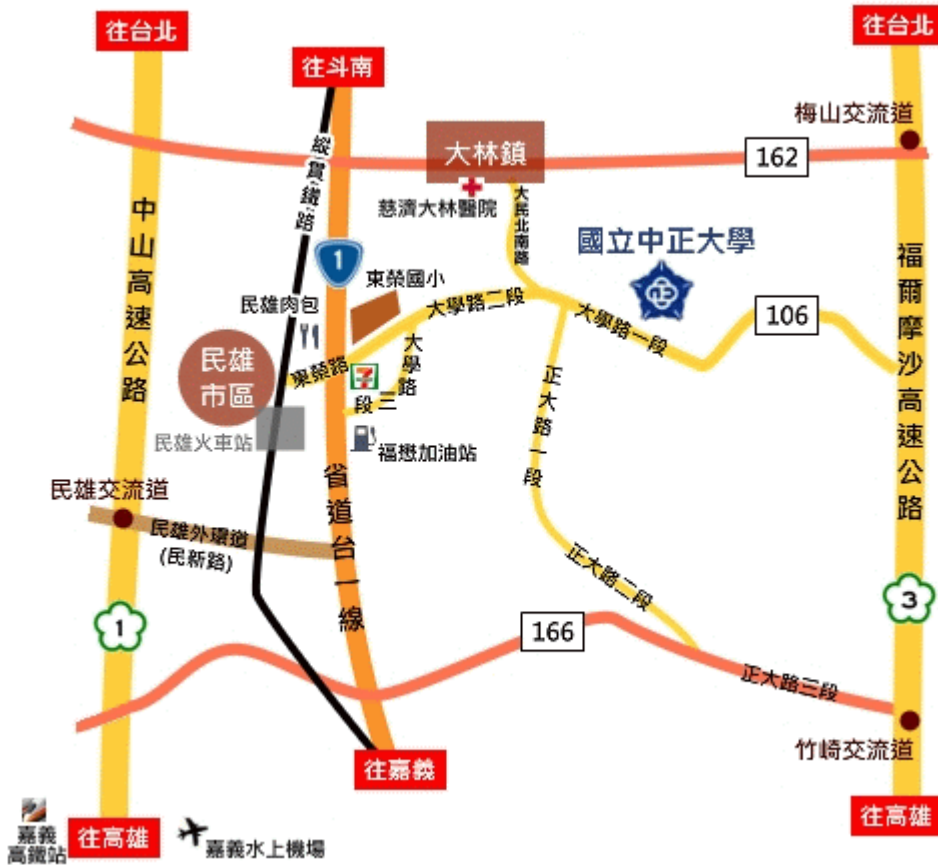 往台北
往台北
往斗南
梅山交流道
大林鎮
162
縱貫鐵路
慈濟大林醫院
大民北南路
中山高速公路
國立中正大學
正
福爾摩沙高速公路
1
東榮國小
民雄肉包
大學路二段
大學路一段
106
民雄
市區
東榮路
7
大學路三段
正大路一段
民雄火車站
福懋加油站
省道台一線
民雄交流道
民雄外環道
(民新路)
正大路二段
1
3
166
正大路三段
竹崎交流道
往嘉義
嘉義
高鐵站
往高雄
嘉義水上機場
往高雄